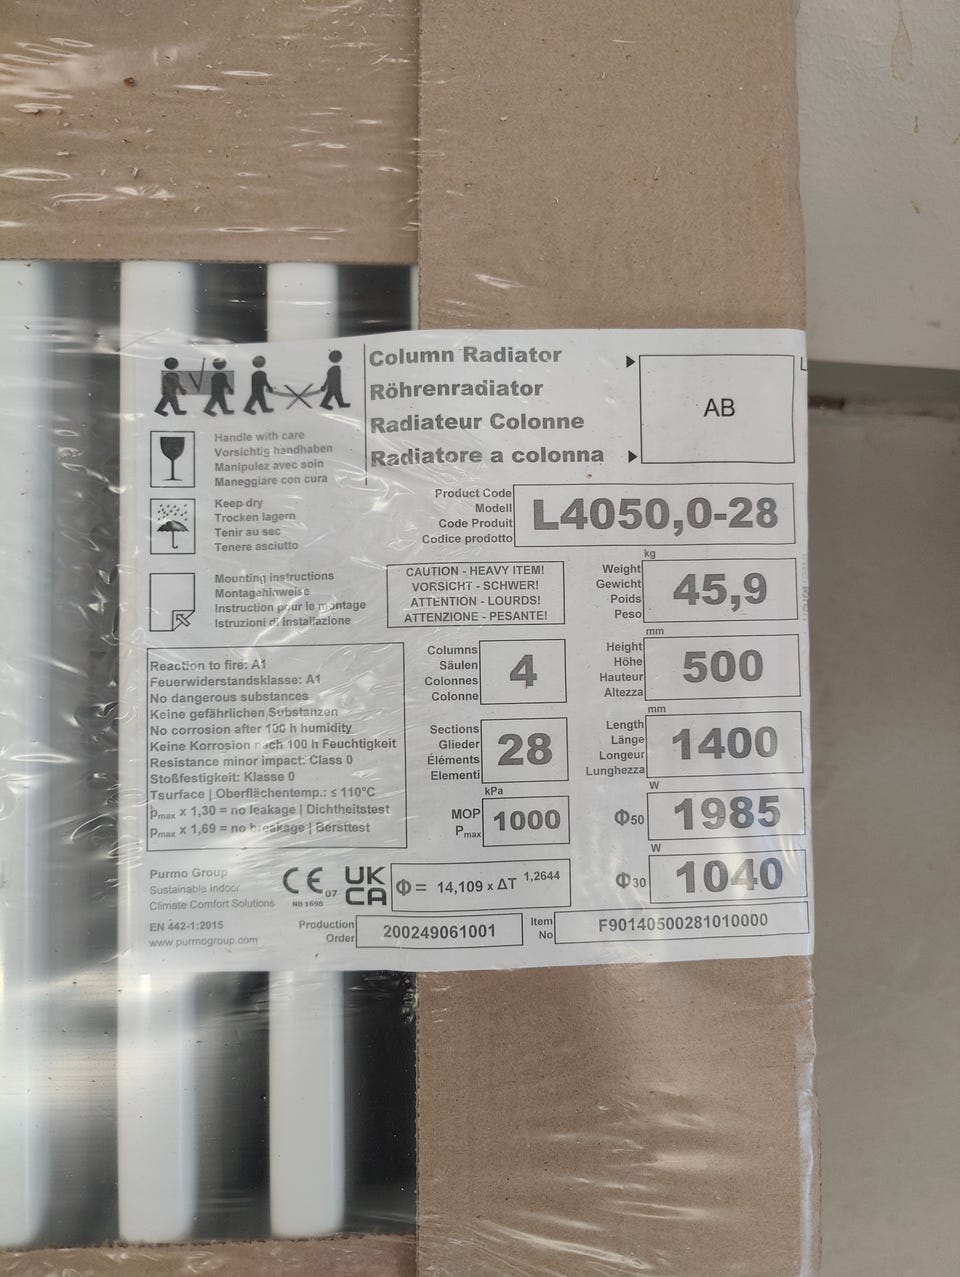 Column Radiator
Röhrenradiator
Radiateur Colonne
Radiatore a colonna
AB
L
Handle with care
Vorsichtig handhaben
Manipulez avec soin
Maneggiare con cura
Keep dry
Trocken lagern
Tenir au sec
Tenere asciutto
Mounting instructions
Montagehinweise
Instruction pour le montage
Istruzioni di installazione
Product Code
Modell
Code Produit
Codice prodotto
L4050,0-28
CAUTION - HEAVY ITEM!
VORSICHT - SCHWER!
ATTENTION - LOURDS!
ATTENZIONE - PESANTE!
Weight
Gewicht
Poids
Peso
kg
45,9
Columns
Säulen
Colonnes
Colonne
4
Height
Höhe
Hauteur
Altezza
mm
500
Sections
Glieder
Éléments
Elementi
28
Length
Länge
Longeur
Lunghezza
mm
1400
MOP
Pmax
kPa
1000
Φ50
W
1985
Φ30
W
1040
Reaction to fire: A1
Feuerwiderstandsklasse: A1
No dangerous substances
Keine gefährlichen Substanzen
No corrosion after 100 h humidity
Keine Korrosion nach 100 h Feuchtigkeit
Resistance minor impact: Class 0
Stoßfestigkeit: Klasse 0
Tsurface | Oberflächentemp.: ≤ 110°C
pmax x 1,30 = no leakage | Dichtheitstest
pmax x 1,69 = no breakage | Bersttest
Purmo Group
Sustainable Indoor
Climate Comfort Solutions
CE 07
NB 1698
UK
CA
Φ = 14,109 x ΔT 1,2644
EN 442-1:2015
www.purmogroup.com
Production
Order
200249061001
Item
No
F90140500281010000